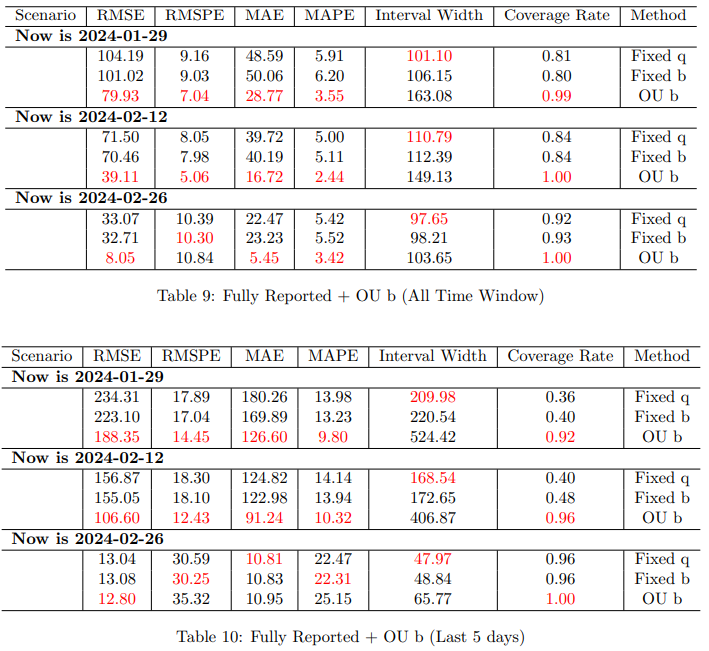 Scenario RMSE RMSPE MAE MAPE Interval Width Coverage Rate Method
Now is 2024-01-29
104.19 9.16 48.59 5.91 101.10 0.81 Fixed q
101.02 9.03 50.06 6.20 106.15 0.80 Fixed b
79.93 7.04 28.77 3.55 163.08 0.99 OU b
Now is 2024-02-12
71.50 8.05 39.72 5.00 110.79 0.84 Fixed q
70.46 7.98 40.19 5.11 112.39 0.84 Fixed b
39.11 5.06 16.72 2.44 149.13 1.00 OU b
Now is 2024-02-26
33.07 10.39 22.47 5.42 97.65 0.92 Fixed q
32.71 10.30 23.23 5.52 98.21 0.93 Fixed b
8.05 10.84 5.45 3.42 103.65 1.00 OU b
Table 9: Fully Reported + OU b (All Time Window)
Scenario RMSE RMSPE MAE MAPE Interval Width Coverage Rate Method
Now is 2024-01-29
234.31 17.89 180.26 13.98 209.98 0.36 Fixed q
223.10 17.04 169.89 13.23 220.54 0.40 Fixed b
188.35 14.45 126.60 9.80 524.42 0.92 OU b
Now is 2024-02-12
156.87 18.30 124.82 14.14 168.54 0.40 Fixed q
155.05 18.10 122.98 13.94 172.65 0.48 Fixed b
106.60 12.43 91.24 10.32 406.87 0.96 OU b
Now is 2024-02-26
13.04 30.59 10.81 22.47 47.97 0.96 Fixed q
13.08 30.25 10.83 22.31 48.84 0.96 Fixed b
12.80 35.32 10.95 25.15 65.77 1.00 OU b
Table 10: Fully Reported + OU b (Last 5 days)